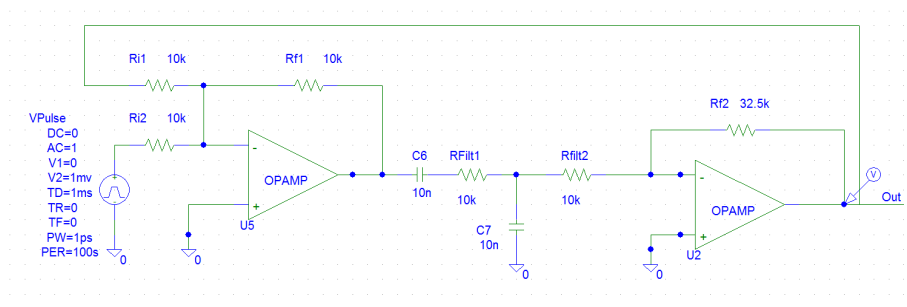 Ri1 10k
Rf1 10k
Rf2 32.5k
VPulse
DC=0
AC=1
V1=0
V2=1mv
TD=1ms
TR=0
TF=0
PW=1ps
PER=100s
Ri2 10k
0
-
OPAMP
+
U5
0
C6
10n
RFilt1
10k
Rfilt2
10k
C7
10n
0
-
OPAMP
+
U2
0
V
Out